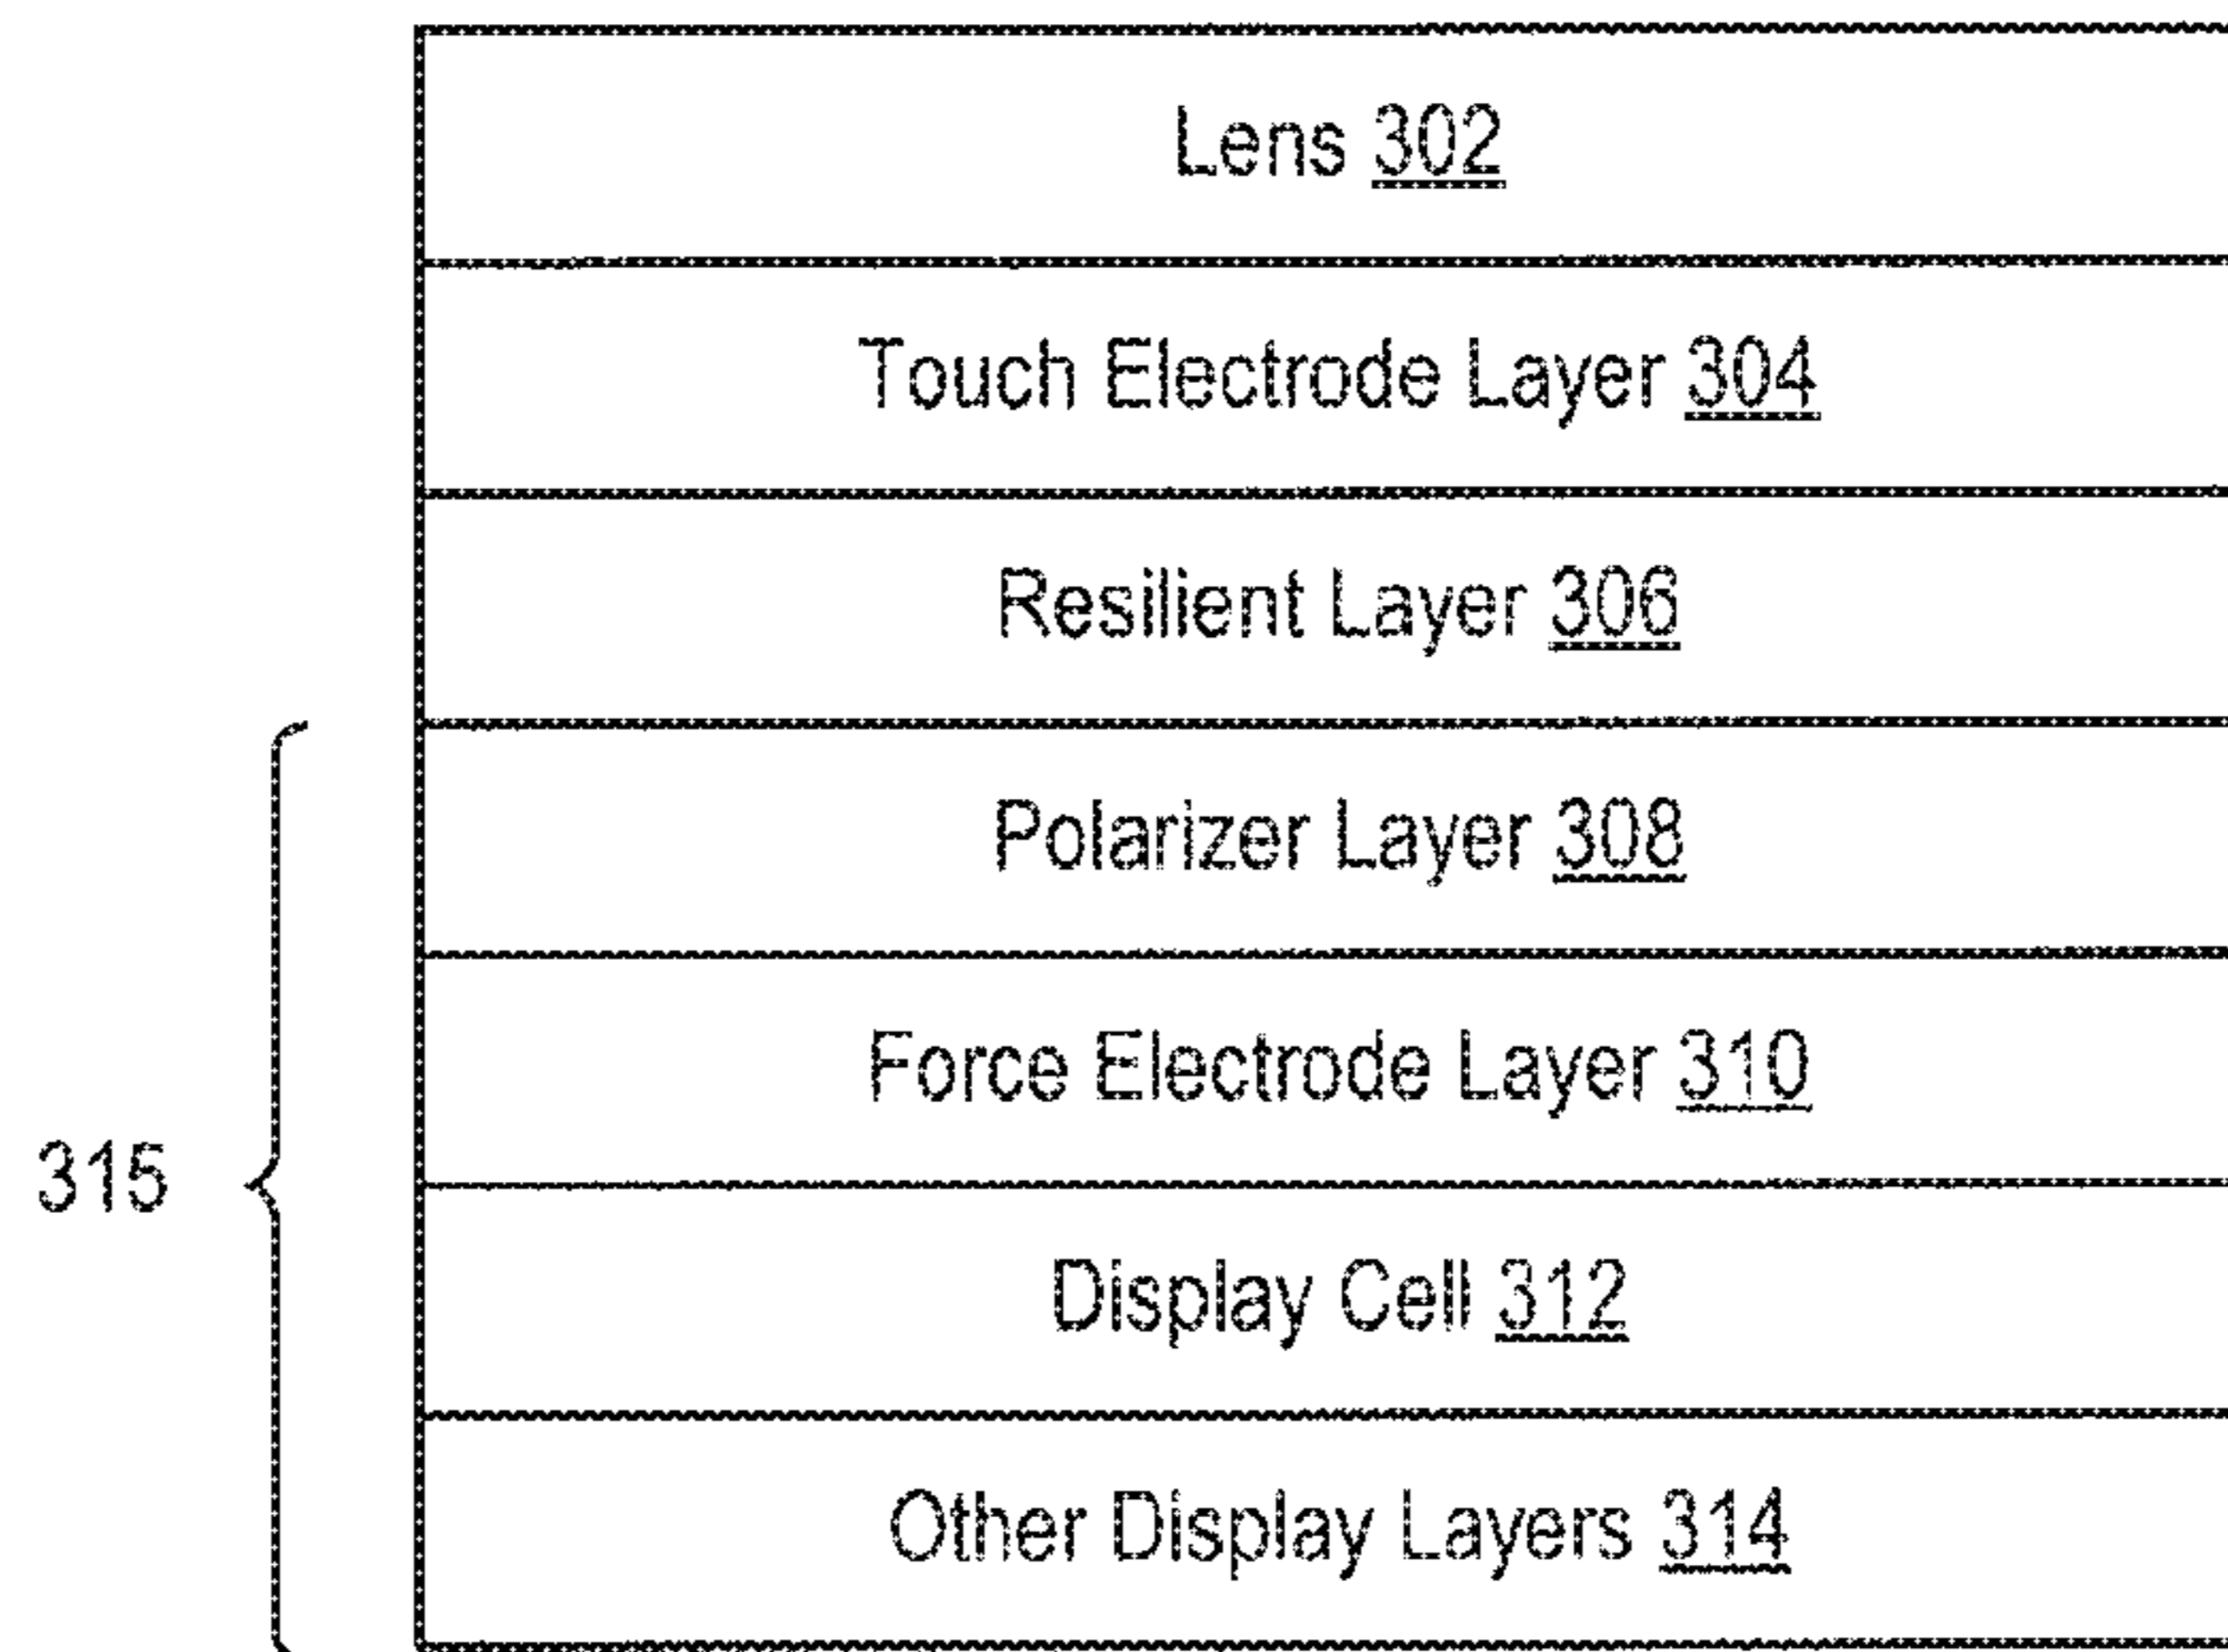 Lens 302
Touch Electrode Layer 304
Resilient Layer 306
Polarizer Layer 308
Force Electrode Layer 310
315
Display Cell 312
Other Display Layers 314